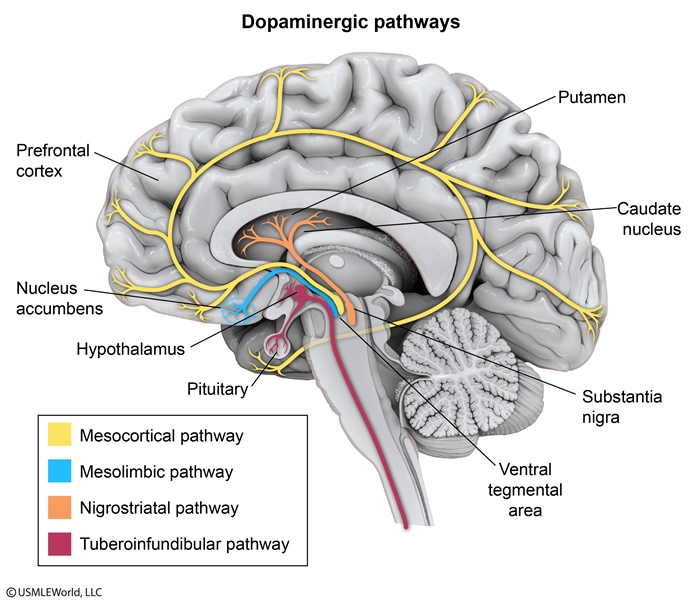 Dopaminergic pathways
Putamen
Prefrontal
cortex
Caudate
nucleus
Nucleus
accumbens
Hypothalamus
Pituitary
Substantia
nigra
Ventral
tegmental
area
Mesocortical pathway
Mesolimbic pathway
Nigrostriatal pathway
Tuberoinfundibular pathway
©USMLEWorld, LLC